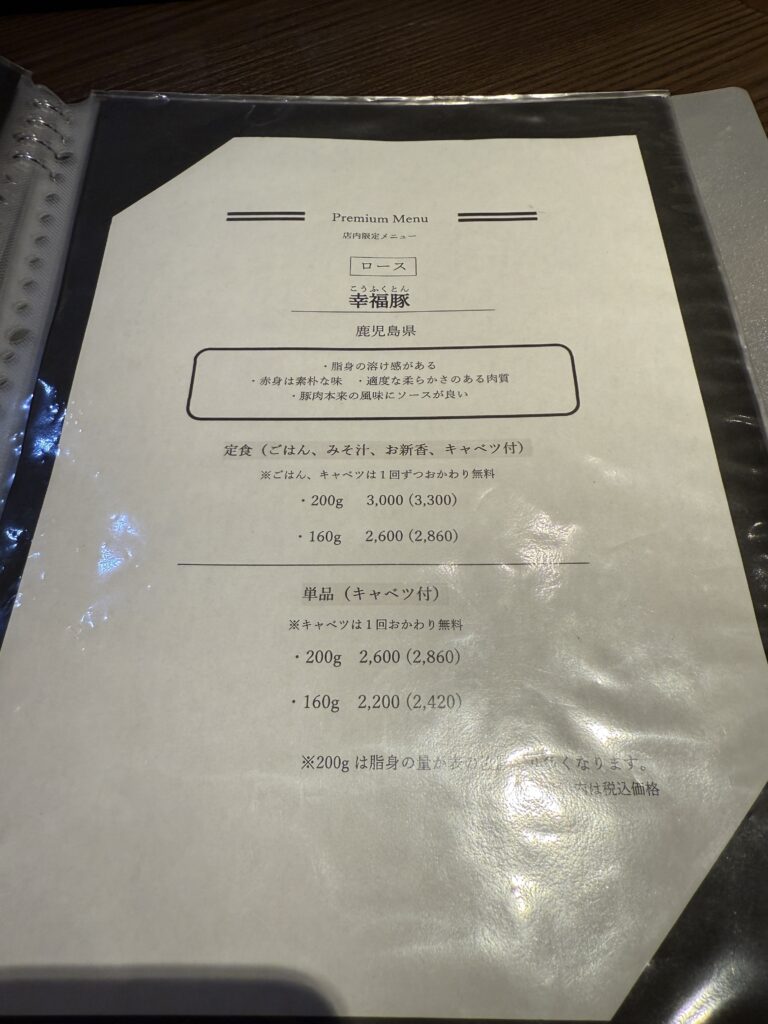 Premium Menu
店内限定メニュー
ロース
こうふくとん
幸福豚
鹿児島県
・脂身の溶け感がある
・赤身は素朴な味　・適度な柔らかさのある肉質
・豚肉本来の風味にソースが良い
定食（ごはん、みそ汁、お新香、キャベツ付）
※ごはん、キャベツは１回ずつおかわり無料
・200g　3,000 (3,300)
・160g　2,600 (2,860)
単品（キャベツ付）
※キャベツは１回おかわり無料
・200g　2,600 (2,860)
・160g　2,200 (2,420)
※200g は脂身の量が くなります。
内は税込価格